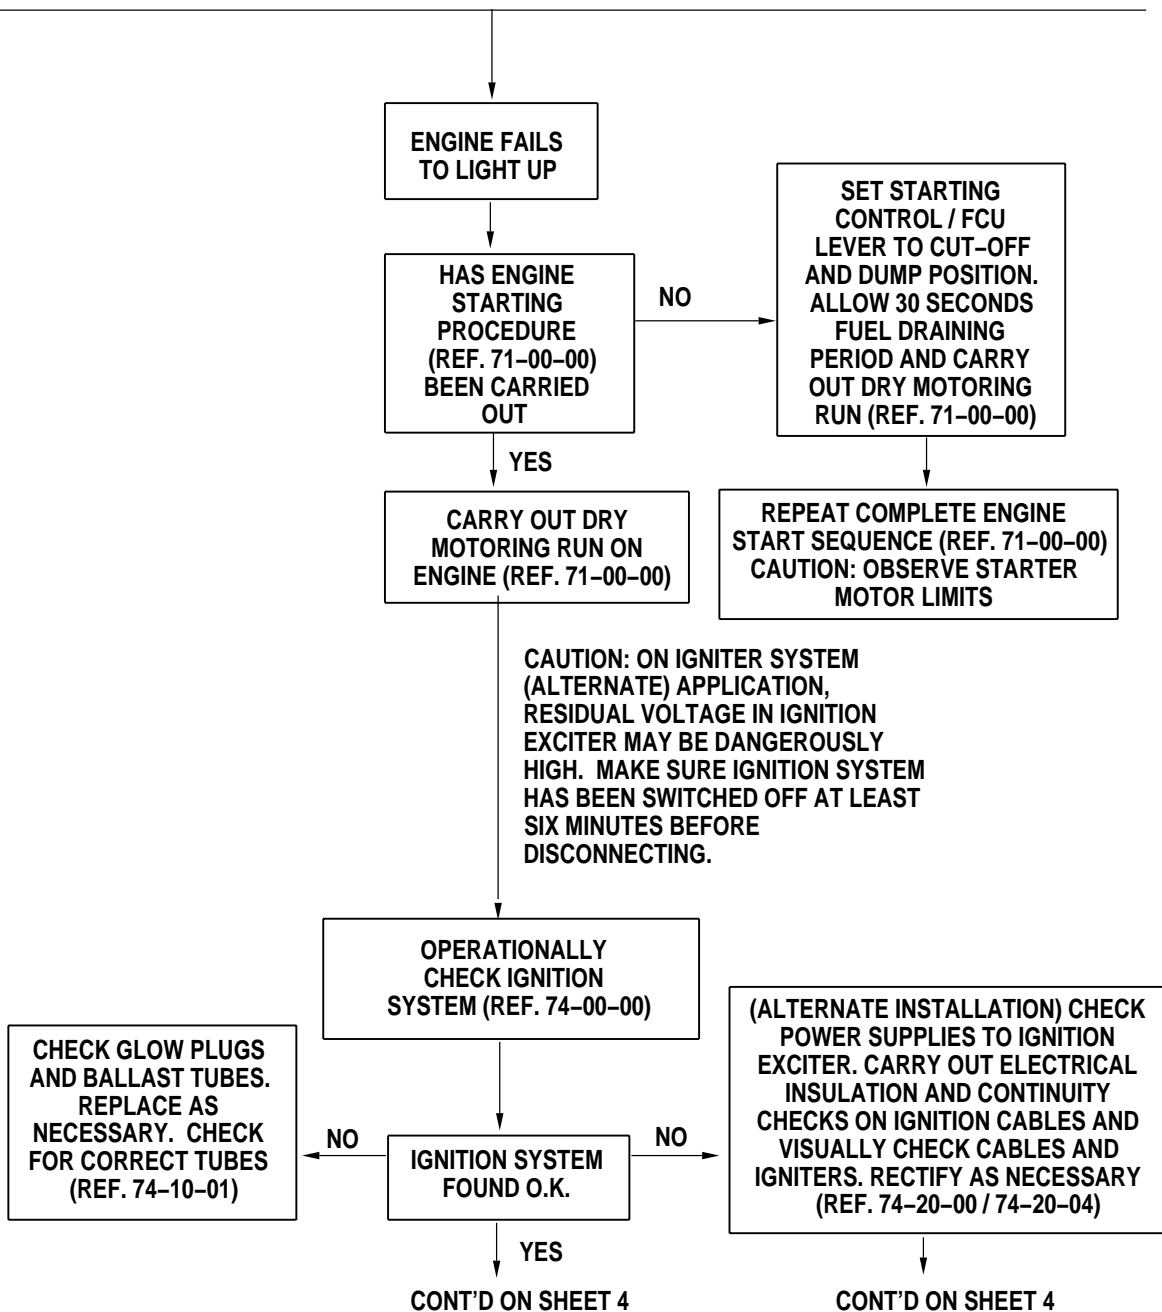 ENGINE FAILS
TO LIGHT UP
HAS ENGINE
STARTING
PROCEDURE
(REF. 71–00–00)
BEEN CARRIED
OUT
NO
SET STARTING
CONTROL / FCU
LEVER TO CUT–OFF
AND DUMP POSITION.
ALLOW 30 SECONDS
FUEL DRAINING
PERIOD AND CARRY
OUT DRY MOTORING
RUN (REF. 71–00–00)
YES
CARRY OUT DRY
MOTORING RUN ON
ENGINE (REF. 71–00–00)
REPEAT COMPLETE ENGINE
START SEQUENCE (REF. 71–00–00)
CAUTION: OBSERVE STARTER
MOTOR LIMITS
CAUTION: ON IGNITER SYSTEM
(ALTERNATE) APPLICATION,
RESIDUAL VOLTAGE IN IGNITION
EXCITER MAY BE DANGEROUSLY
HIGH. MAKE SURE IGNITION SYSTEM
HAS BEEN SWITCHED OFF AT LEAST
SIX MINUTES BEFORE
DISCONNECTING.
OPERATIONALLY
CHECK IGNITION
SYSTEM (REF. 74–00–00)
CHECK GLOW PLUGS
AND BALLAST TUBES.
REPLACE AS
NECESSARY. CHECK
FOR CORRECT TUBES
(REF. 74–10–01)
NO
IGNITION SYSTEM
FOUND O.K.
NO
(ALTERNATE INSTALLATION) CHECK
POWER SUPPLIES TO IGNITION
EXCITER. CARRY OUT ELECTRICAL
INSULATION AND CONTINUITY
CHECKS ON IGNITION CABLES AND
VISUALLY CHECK CABLES AND
IGNITERS. RECTIFY AS NECESSARY
(REF. 74–20–00 / 74–20–04)
YES
CONT'D ON SHEET 4
CONT'D ON SHEET 4